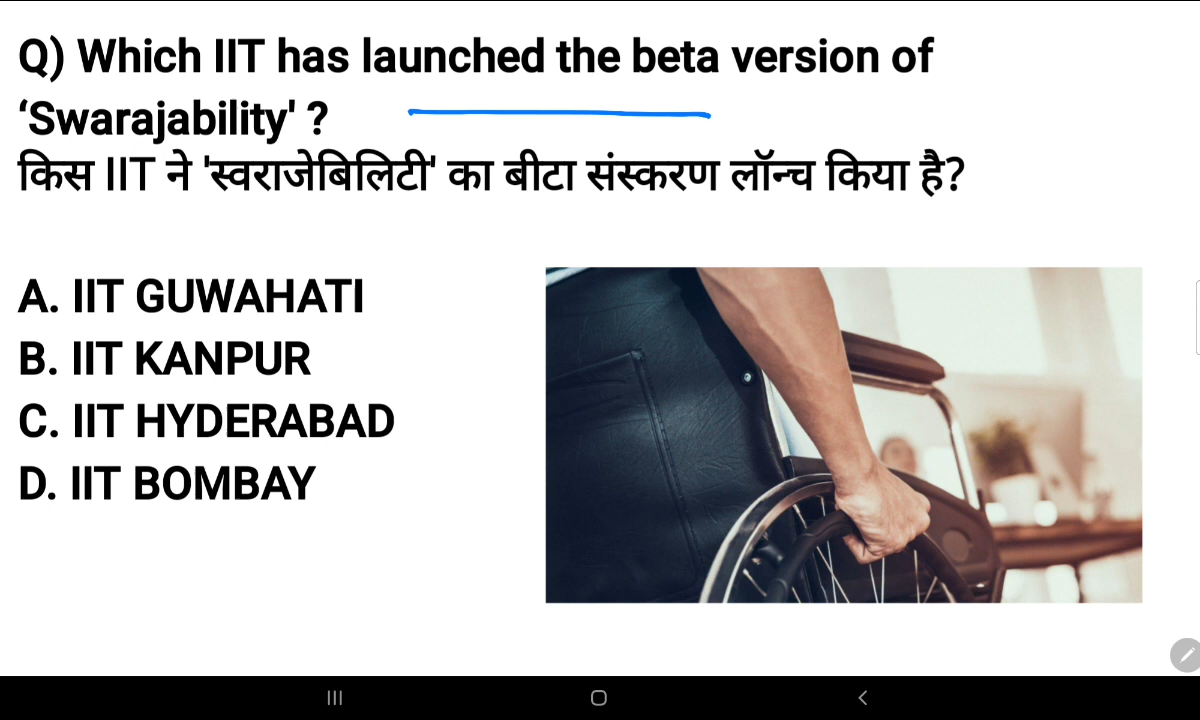 Q) Which IIT has launched the beta version of
‘Swarajability' ?
किस IIT ने 'स्वराजेबिलिटी' का बीटा संस्करण लॉन्च किया है?
A. IIT GUWAHATI
B. IIT KANPUR
C. IIT HYDERABAD
D. IIT BOMBAY